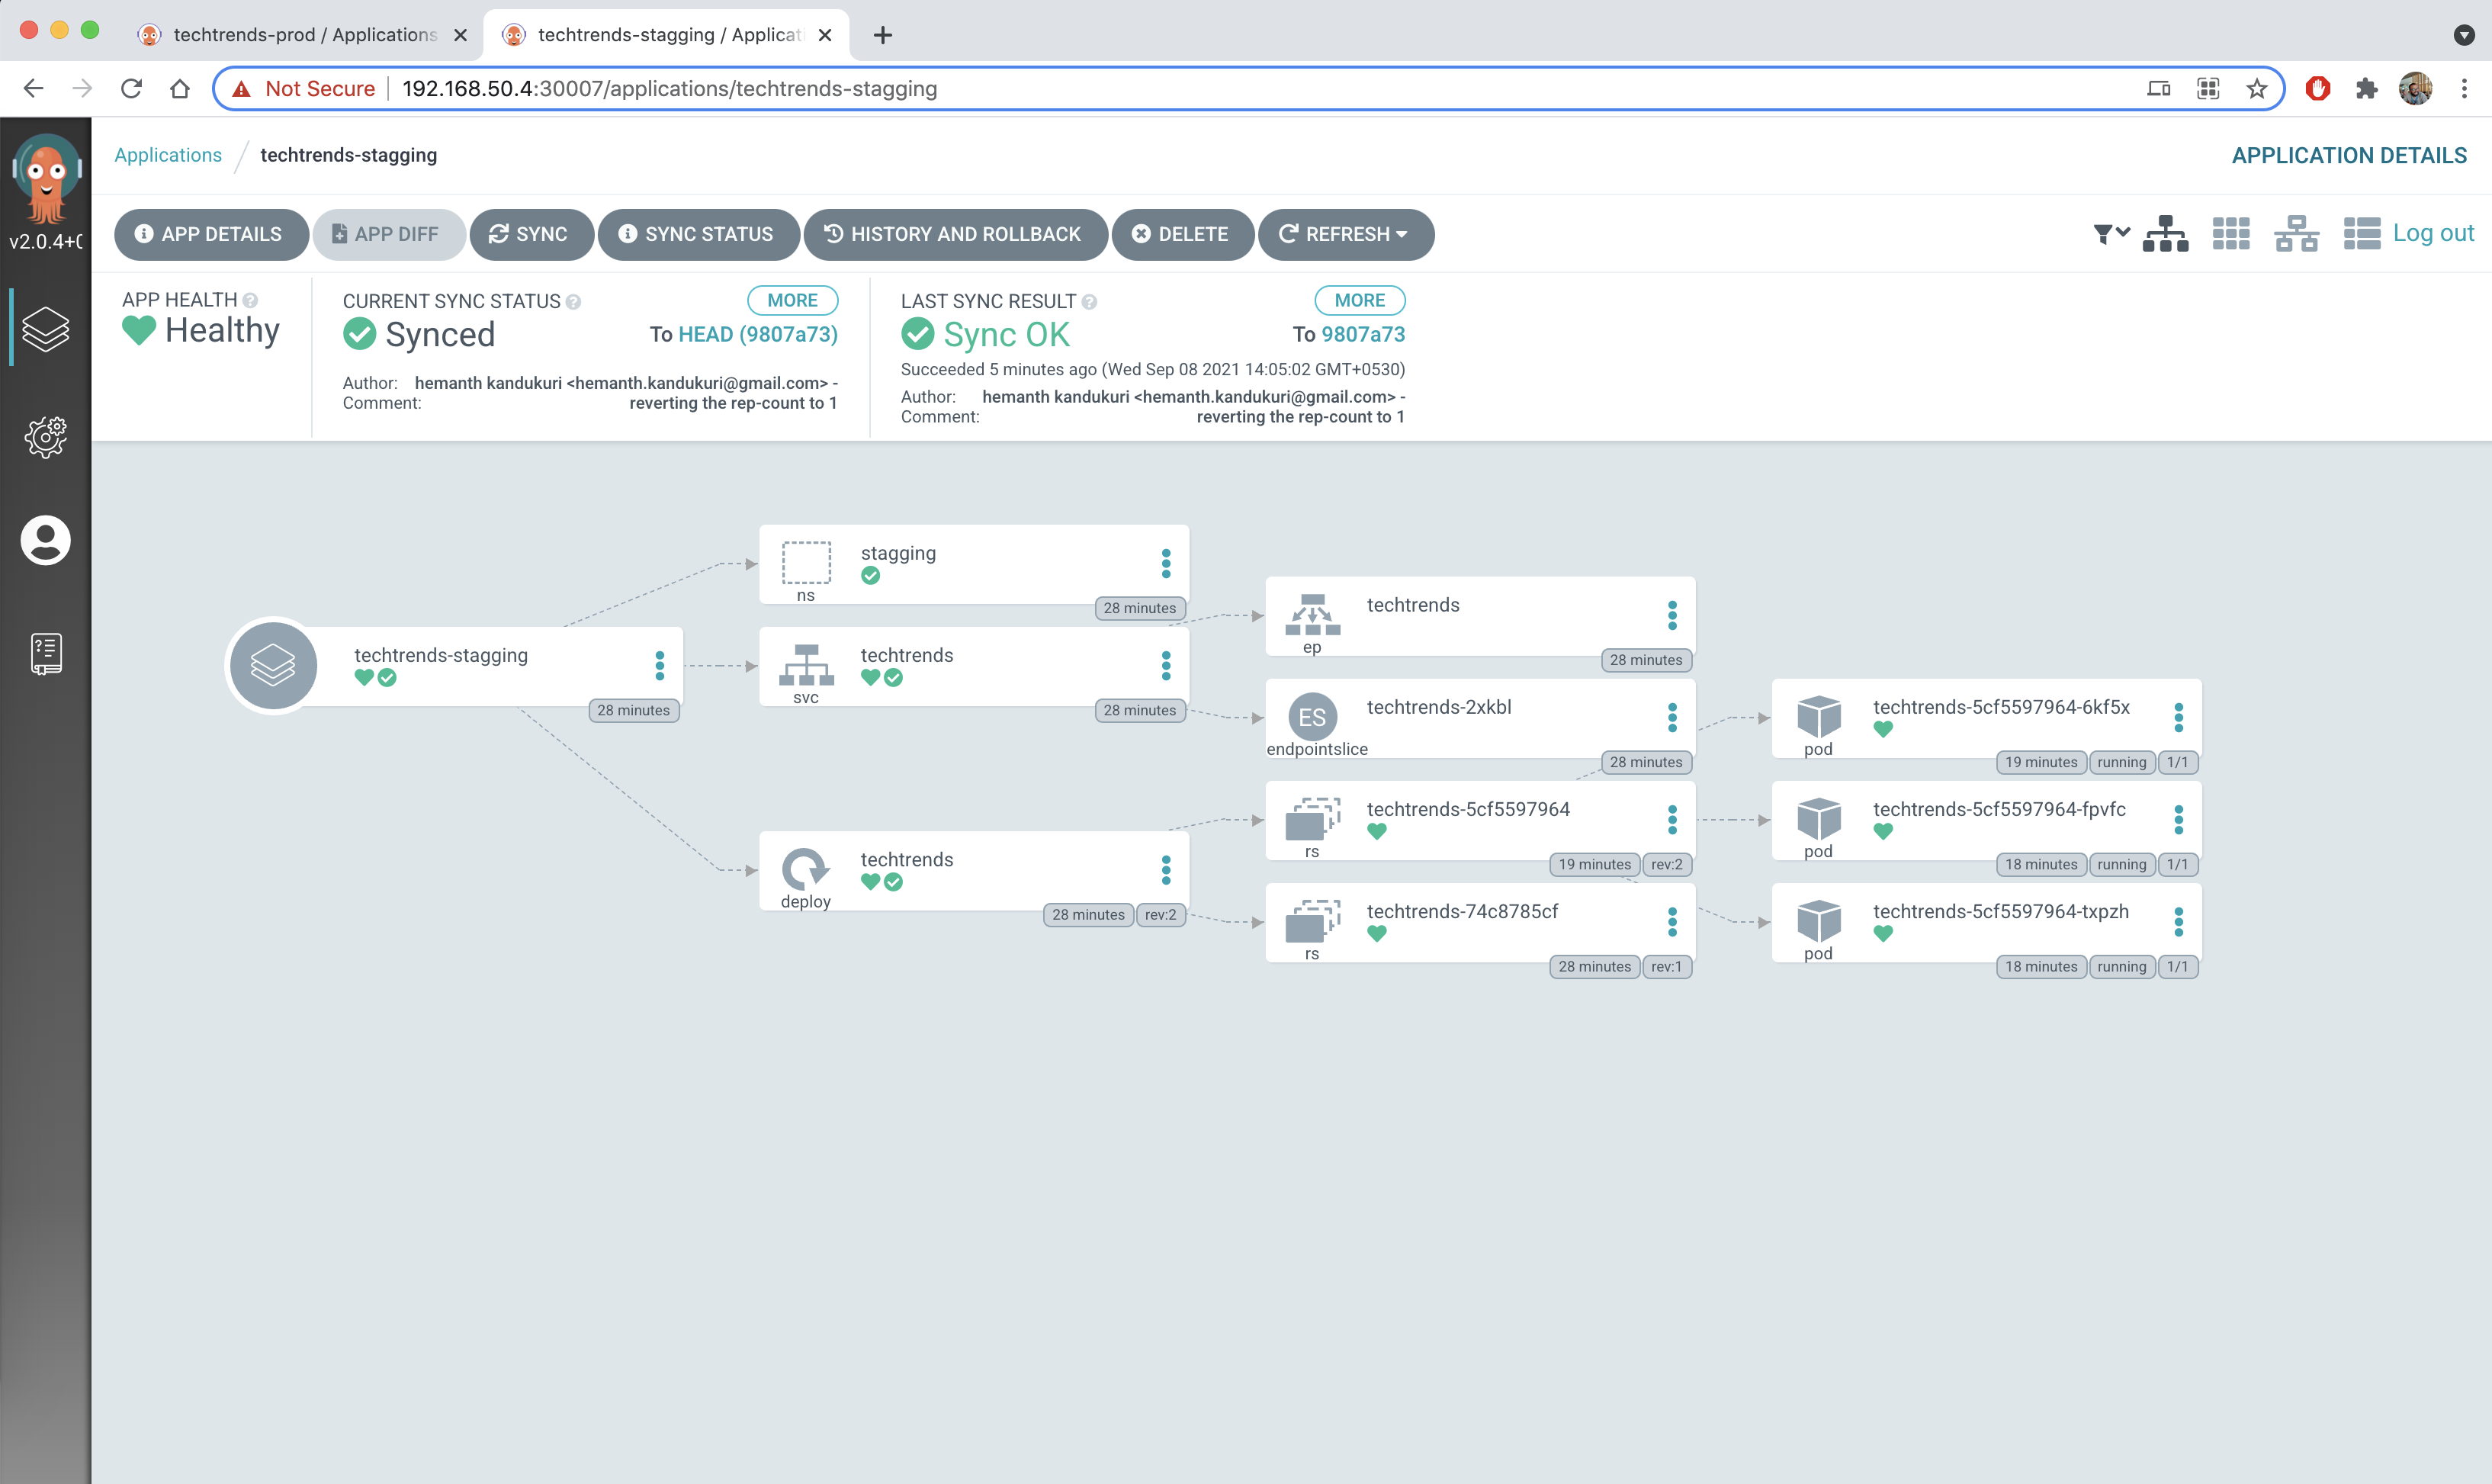 techtrends-prod / Applications
techtrends-stagging / Applicati
Not Secure
192.168.50.4:30007/applications/techtrends-stagging
v2.0.4+0
Applications / techtrends-stagging
APPLICATION DETAILS
APP DETAILS
APP DIFF
SYNC
SYNC STATUS
HISTORY AND ROLLBACK
DELETE
REFRESH
Log out
APP HEALTH
Healthy
CURRENT SYNC STATUS
MORE
Synced
To HEAD (9807a73)
Author: hemanth kandukuri <hemanth.kandukuri@gmail.com> -
Comment: reverting the rep-count to 1
LAST SYNC RESULT
MORE
Sync OK
To 9807a73
Succeeded 5 minutes ago (Wed Sep 08 2021 14:05:02 GMT+0530)
Author: hemanth kandukuri <hemanth.kandukuri@gmail.com> -
Comment: reverting the rep-count to 1
techtrends-stagging
28 minutes
stagging
ns
28 minutes
techtrends
svc
28 minutes
techtrends
deploy
28 minutes rev:2
techtrends
ep
28 minutes
ES
techtrends-2xkbl
endpointslice
28 minutes
techtrends-5cf5597964
rs
19 minutes rev:2
techtrends-74c8785cf
rs
28 minutes rev:1
techtrends-5cf5597964-6kf5x
pod
19 minutes running 1/1
techtrends-5cf5597964-fpvfc
pod
18 minutes running 1/1
techtrends-5cf5597964-txpzh
pod
18 minutes running 1/1